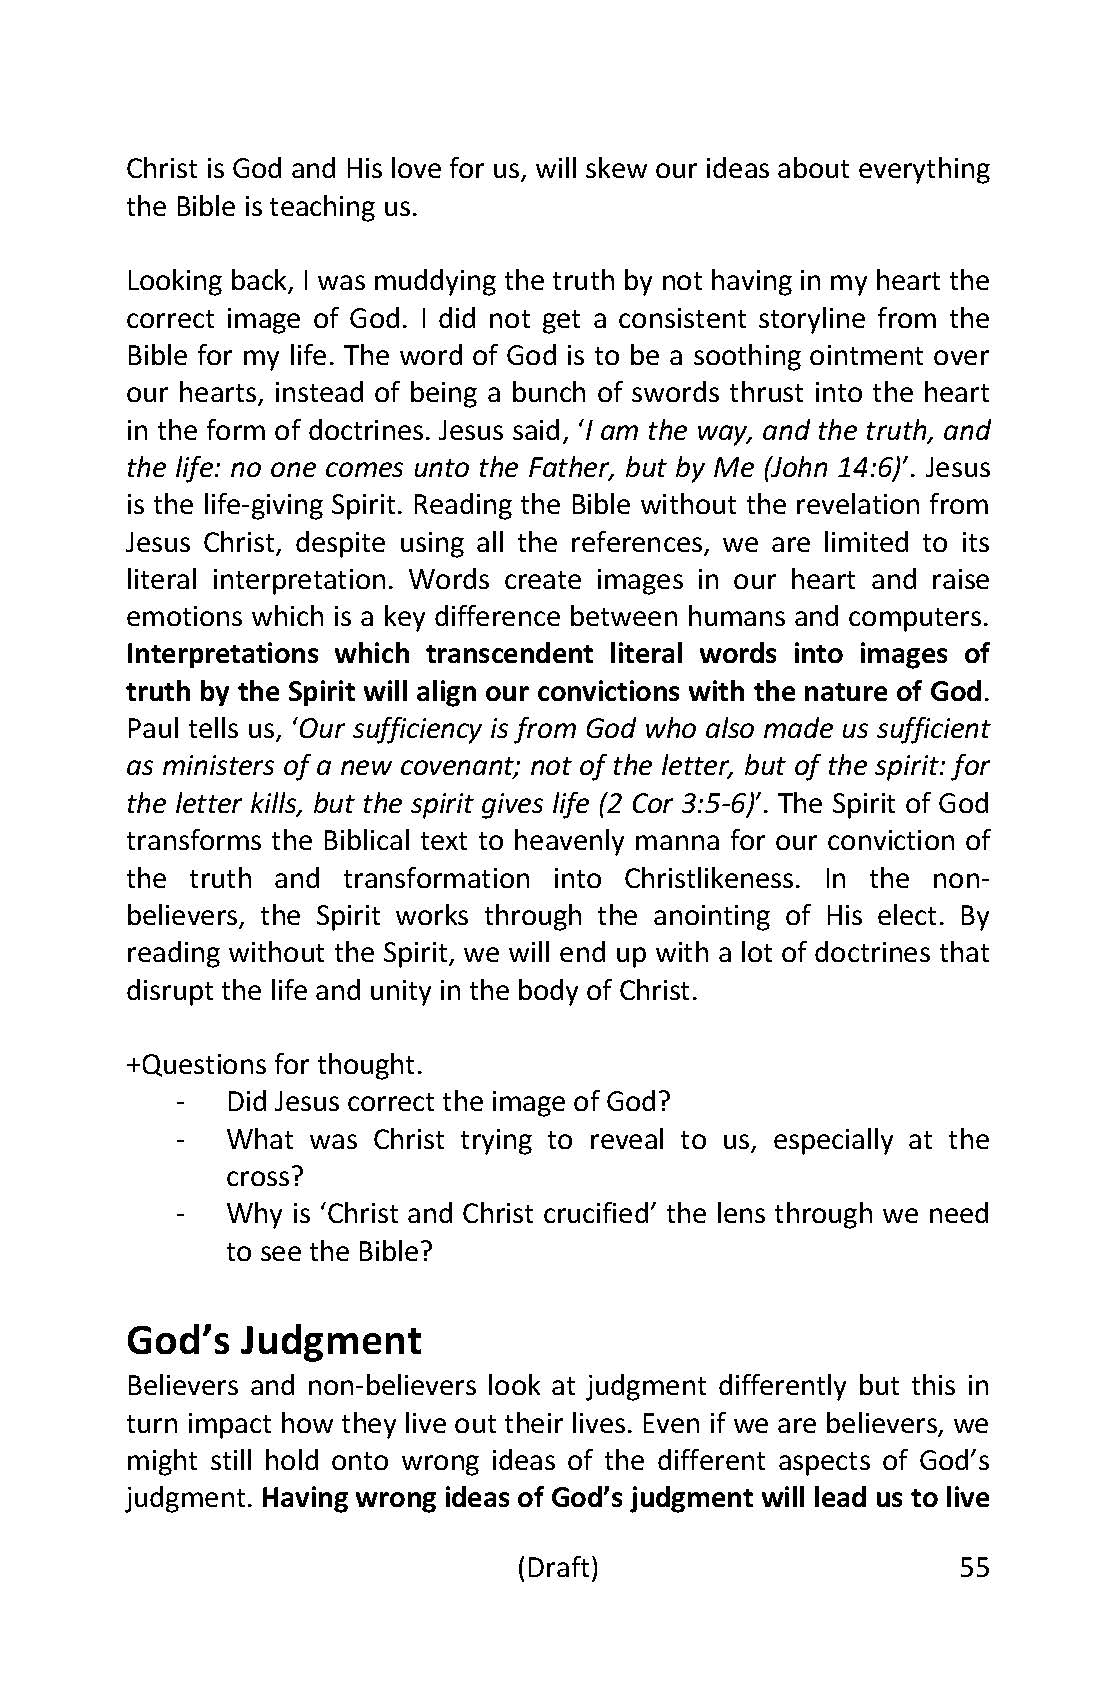 Christ is God and His love for us, will skew our ideas about everything
the Bible is teaching us.
Looking back, I was muddying the truth by not having in my heart the
correct image of God. I did not get a consistent storyline from the
Bible for my life. The word of God is to be a soothing ointment over
our hearts, instead of being a bunch of swords thrust into the heart
in the form of doctrines. Jesus said, ‘I am the way, and the truth, and
the life: no one comes unto the Father, but by Me (John 14:6)’. Jesus
is the life-giving Spirit. Reading the Bible without the revelation from
Jesus Christ, despite using all the references, we are limited to its
literal interpretation. Words create images in our heart and raise
emotions which is a key difference between humans and computers.
Interpretations which transcendent literal words into images of
truth by the Spirit will align our convictions with the nature of God.
Paul tells us, ‘Our sufficiency is from God who also made us sufficient
as ministers of a new covenant; not of the letter, but of the spirit: for
the letter kills, but the spirit gives life (2 Cor 3:5-6)’. The Spirit of God
transforms the Biblical text to heavenly manna for our conviction of
the truth and transformation into Christlikeness. In the non-
believers, the Spirit works through the anointing of His elect. By
reading without the Spirit, we will end up with a lot of doctrines that
disrupt the life and unity in the body of Christ.
+Questions for thought.
- Did Jesus correct the image of God?
- What was Christ trying to reveal to us, especially at the
cross?
- Why is ‘Christ and Christ crucified’ the lens through we need
to see the Bible?
God’s Judgment
Believers and non-believers look at judgment differently but this in
turn impact how they live out their lives. Even if we are believers, we
might still hold onto wrong ideas of the different aspects of God’s
judgment. Having wrong ideas of God’s judgment will lead us to live
(Draft) 55